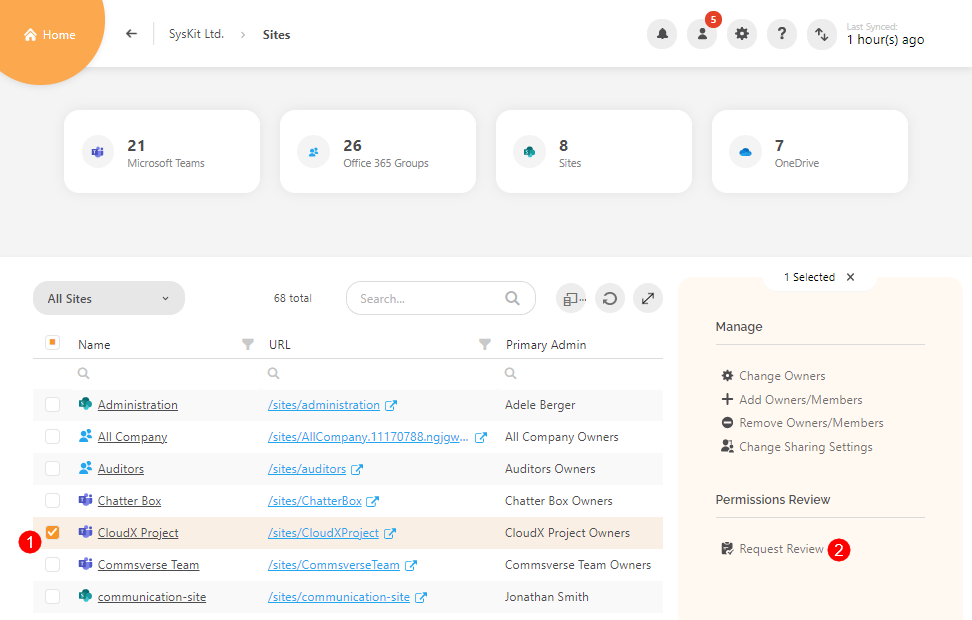 Home
SysKit Ltd. > Sites
5
?
Last Synced:
1 hour(s) ago
21
Microsoft Teams
26
Office 365 Groups
8
Sites
7
OneDrive
All Sites
68 total
Search...
1 Selected X
Name
URL
Primary Admin
Administration /sites/administration Adele Berger
All Company /sites/AllCompany.11170788.ngjgw... All Company Owners
Auditors /sites/auditors Auditors Owners
Chatter Box /sites/ChatterBox Chatter Box Owners
1 CloudX Project /sites/CloudXProject CloudX Project Owners
Commsverse Team /sites/CommsverseTeam Commsverse Team Owners
communication-site /sites/communication-site Jonathan Smith
Manage
Change Owners
Add Owners/Members
Remove Owners/Members
Change Sharing Settings
Permissions Review
Request Review 2